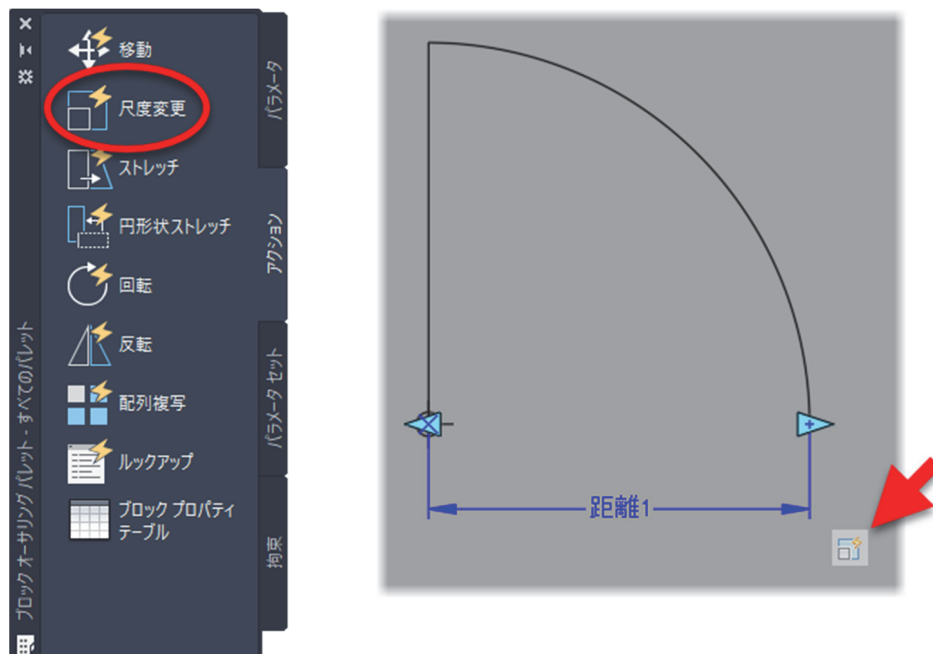 移動
尺度変更
ストレッチ
円形状ストレッチ
回転
反転
配列複写
ルックアップ
ブロック プロパティ
テーブル
パラメータ
アクション
パラメータ セット
拘束
ブロック オーサリング パレット - すべてのパレット
距離1